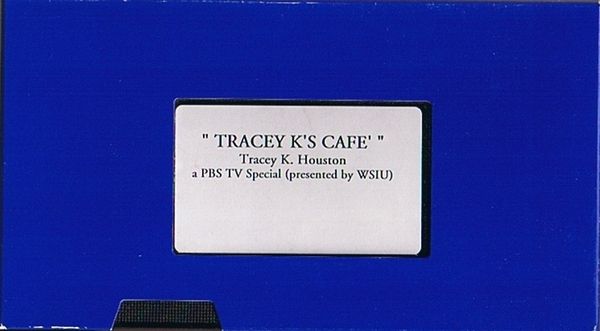 " TRACEY K'S CAFE' "
Tracey K. Houston
a PBS TV Special (presented by WSIU)